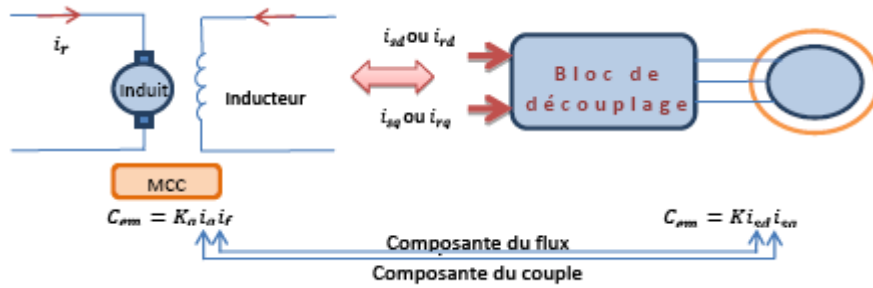 i_r
Induit
Inducteur
MCC
C_em = K_a i_a i_f
i_sd ou i_rd
i_sq ou i_rq
Bloc de
découplage
C_em = K i_sd i_sq
Composante du flux
Composante du couple